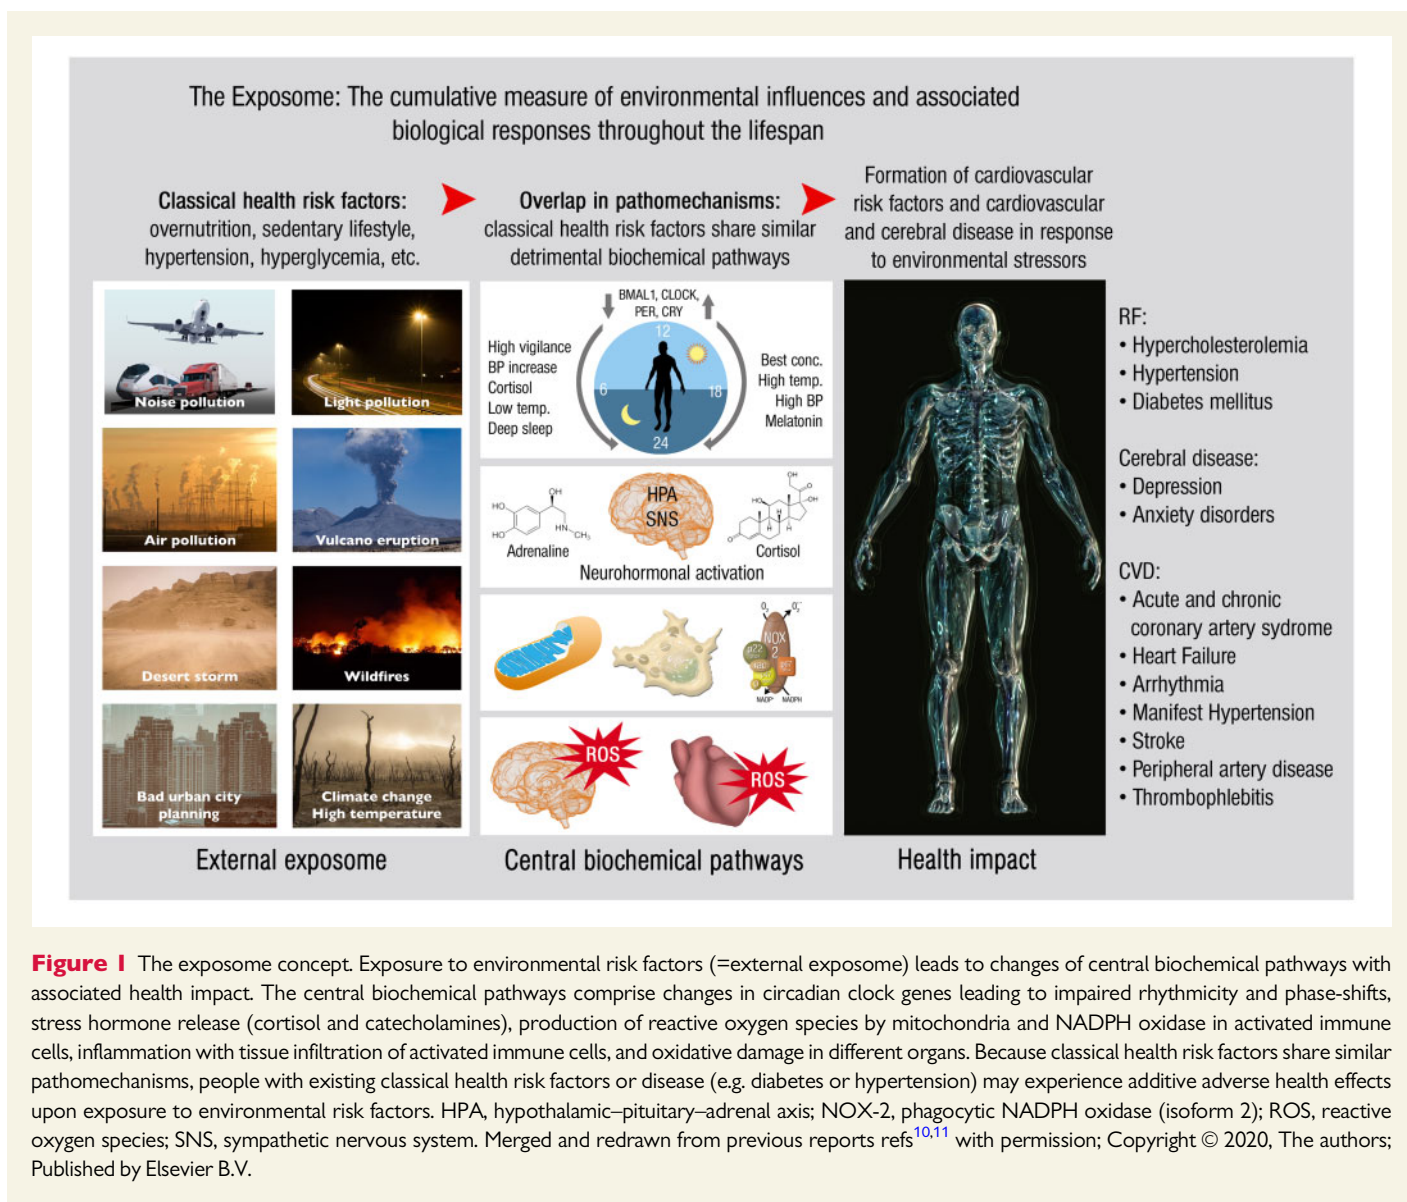 The Exposome: The cumulative measure of environmental influences and associated
biological responses throughout the lifespan
Classical health risk factors:
overnutrition, sedentary lifestyle,
hypertension, hyperglycemia, etc.
Overlap in pathomechanisms:
classical health risk factors share similar
detrimental biochemical pathways
Formation of cardiovascular
risk factors and cardiovascular
and cerebral disease in response
to environmental stressors
Noise pollution
Light pollution
Air pollution
Vulcano eruption
Desert storm
Wildfires
Bad urban city
planning
Climate change
High temperature
External exposome
BMAL1, CLOCK,
PER, CRY
12
6
18
24
High vigilance
BP increase
Cortisol
Low temp.
Deep sleep
Best conc.
High temp.
High BP
Melatonin
HO
HO
OH
HN
CH₃
Adrenaline
HPA
SNS
OH
O
HO
OH
H
H
H
O
Cortisol
Neurohormonal activation
O₂
O₂⁻
NOX
2
p22
NADP⁺
NADPH
ROS
ROS
Central biochemical pathways
Health impact
RF:
• Hypercholesterolemia
• Hypertension
• Diabetes mellitus
Cerebral disease:
• Depression
• Anxiety disorders
CVD:
• Acute and chronic
coronary artery sydrome
• Heart Failure
• Arrhythmia
• Manifest Hypertension
• Stroke
• Peripheral artery disease
• Thrombophlebitis
Figure 1 The exposome concept. Exposure to environmental risk factors (=external exposome) leads to changes of central biochemical pathways with
associated health impact. The central biochemical pathways comprise changes in circadian clock genes leading to impaired rhythmicity and phase-shifts,
stress hormone release (cortisol and catecholamines), production of reactive oxygen species by mitochondria and NADPH oxidase in activated immune
cells, inflammation with tissue infiltration of activated immune cells, and oxidative damage in different organs. Because classical health risk factors share similar
pathomechanisms, people with existing classical health risk factors or disease (e.g. diabetes or hypertension) may experience additive adverse health effects
upon exposure to environmental risk factors. HPA, hypothalamic–pituitary–adrenal axis; NOX-2, phagocytic NADPH oxidase (isoform 2); ROS, reactive
oxygen species; SNS, sympathetic nervous system. Merged and redrawn from previous reports refs10,11 with permission; Copyright © 2020, The authors;
Published by Elsevier B.V.